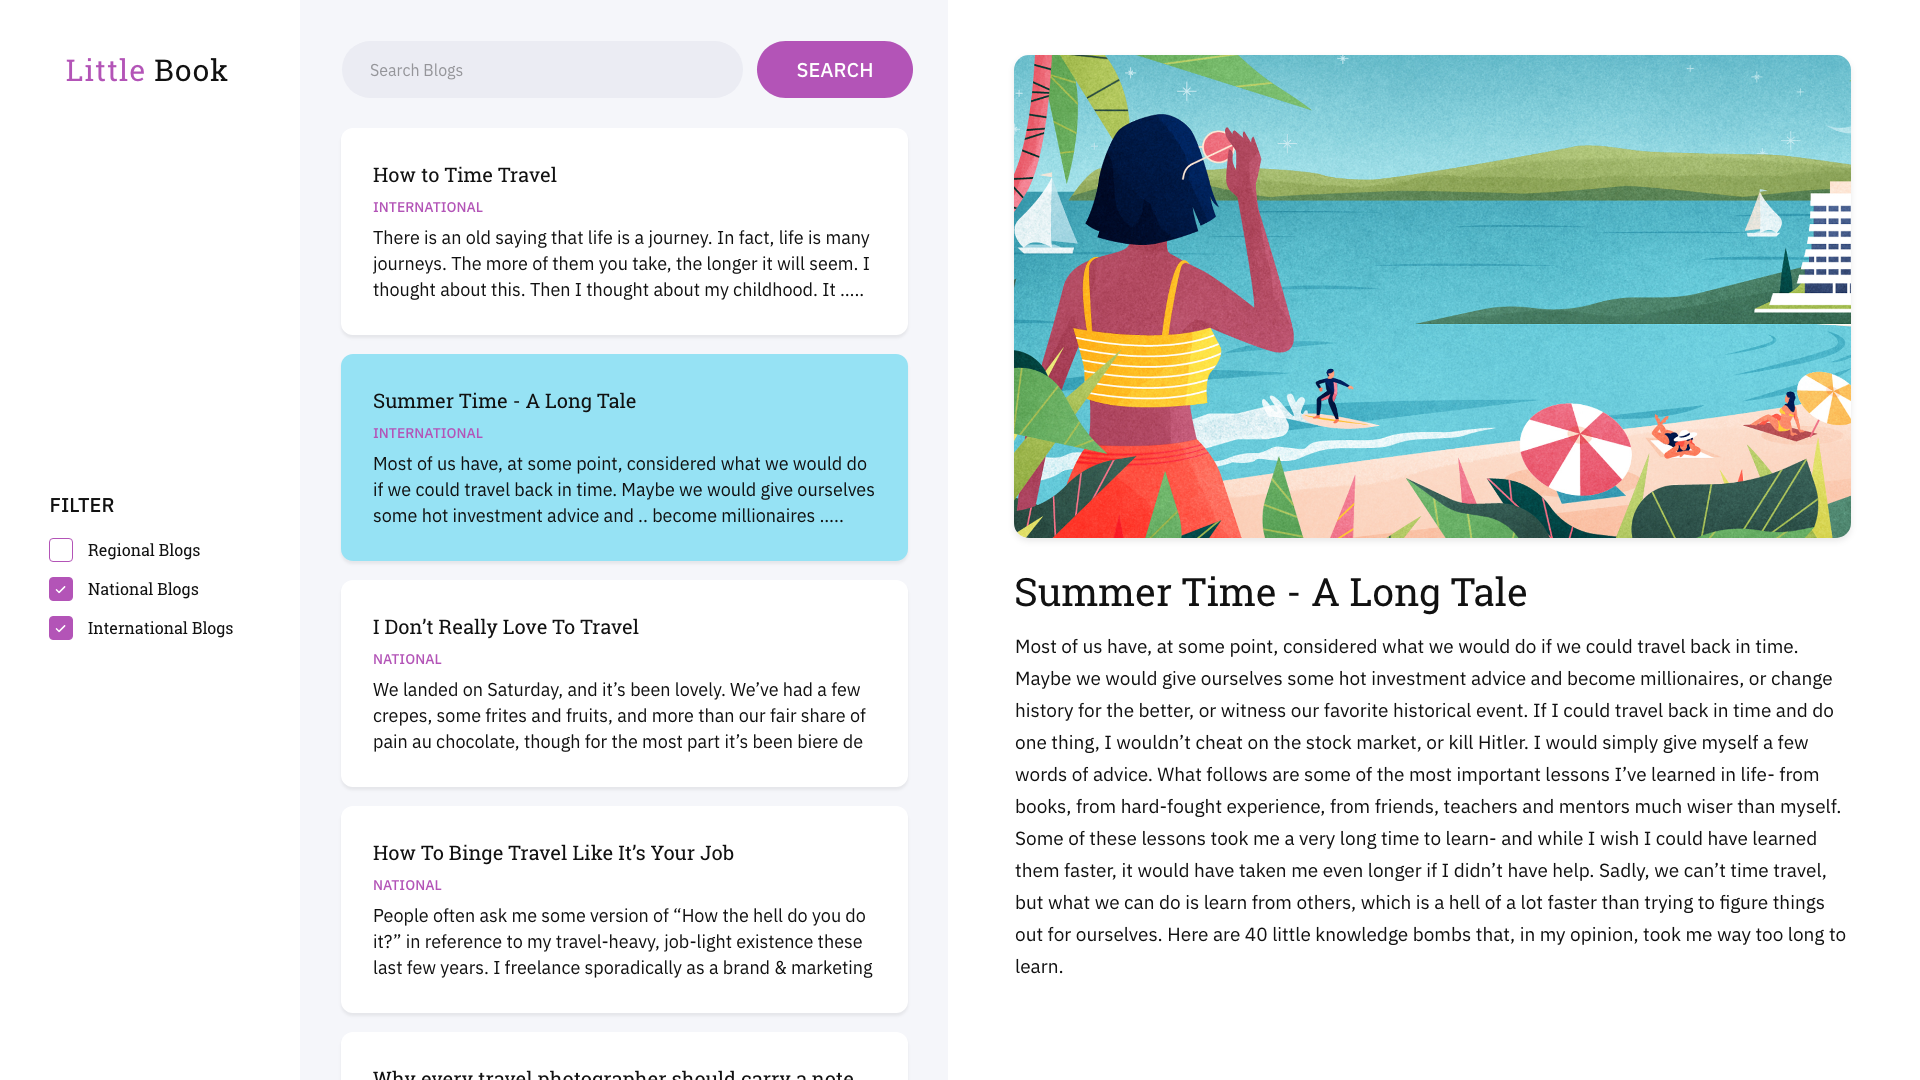 Little Book
FILTER
Regional Blogs
National Blogs
International Blogs
Search Blogs
SEARCH
How to Time Travel
INTERNATIONAL
There is an old saying that life is a journey. In fact, life is many
journeys. The more of them you take, the longer it will seem. I
thought about this. Then I thought about my childhood. It .....
Summer Time - A Long Tale
INTERNATIONAL
Most of us have, at some point, considered what we would do
if we could travel back in time. Maybe we would give ourselves
some hot investment advice and .. become millionaires .....
I Don’t Really Love To Travel
NATIONAL
We landed on Saturday, and it’s been lovely. We’ve had a few
crepes, some frites and fruits, and more than our fair share of
pain au chocolate, though for the most part it’s been biere de
How To Binge Travel Like It’s Your Job
NATIONAL
People often ask me some version of “How the hell do you do
it?” in reference to my travel-heavy, job-light existence these
last few years. I freelance sporadically as a brand & marketing
Why every travel photographer should carry a note
Summer Time - A Long Tale
Most of us have, at some point, considered what we would do if we could travel back in time.
Maybe we would give ourselves some hot investment advice and become millionaires, or change
history for the better, or witness our favorite historical event. If I could travel back in time and do
one thing, I wouldn’t cheat on the stock market, or kill Hitler. I would simply give myself a few
words of advice. What follows are some of the most important lessons I’ve learned in life- from
books, from hard-fought experience, from friends, teachers and mentors much wiser than myself.
Some of these lessons took me a very long time to learn- and while I wish I could have learned
them faster, it would have taken me even longer if I didn’t have help. Sadly, we can’t time travel,
but what we can do is learn from others, which is a hell of a lot faster than trying to figure things
out for ourselves. Here are 40 little knowledge bombs that, in my opinion, took me way too long to
learn.